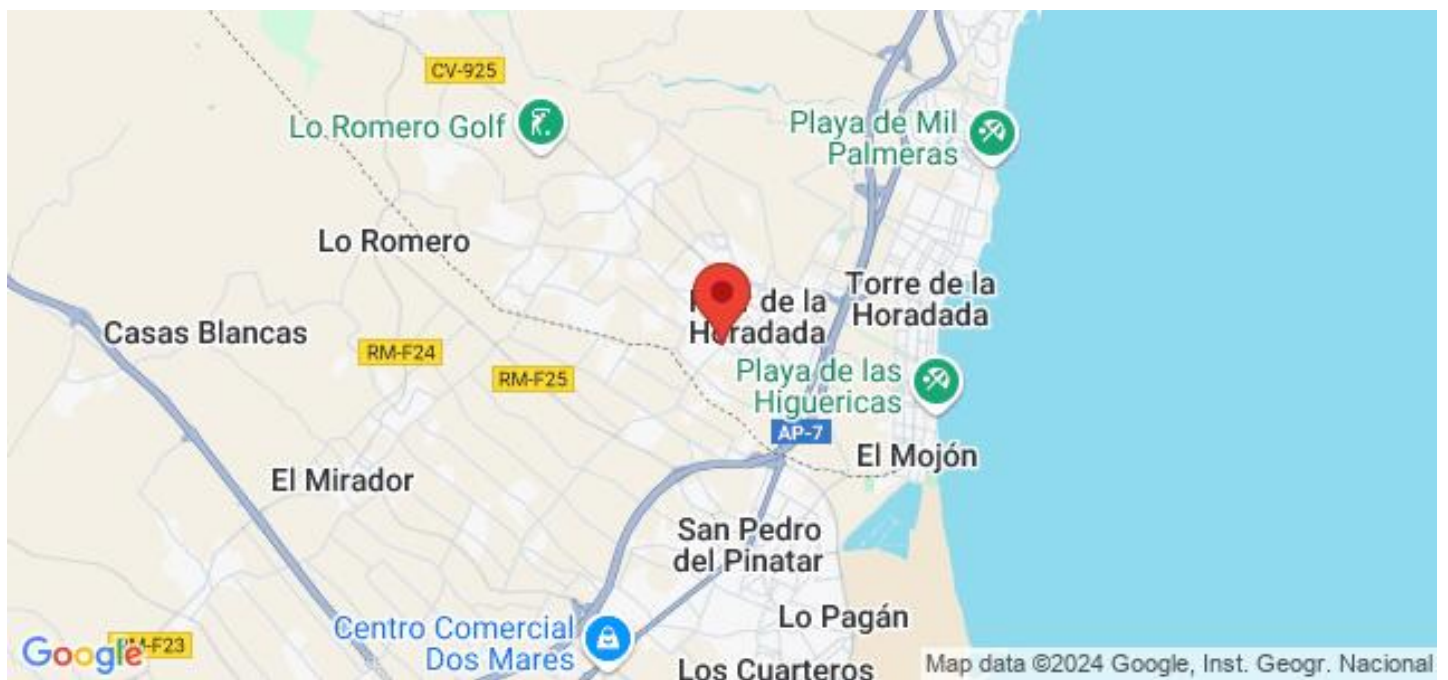 CV-925
Lo Romero Golf
Playa de Mil
Palmeras
Lo Romero
de la
Horadada
Torre de la
Horadada
Casas Blancas
RM-F24
RM-F25
Playa de las
Higuericas
AP-7
El Mojón
El Mirador
San Pedro
del Pinatar
Lo Pagán
Centro Comercial
Dos Mares
Los Cuarteros
Google
Map data ©2024 Google, Inst. Geogr. Nacional